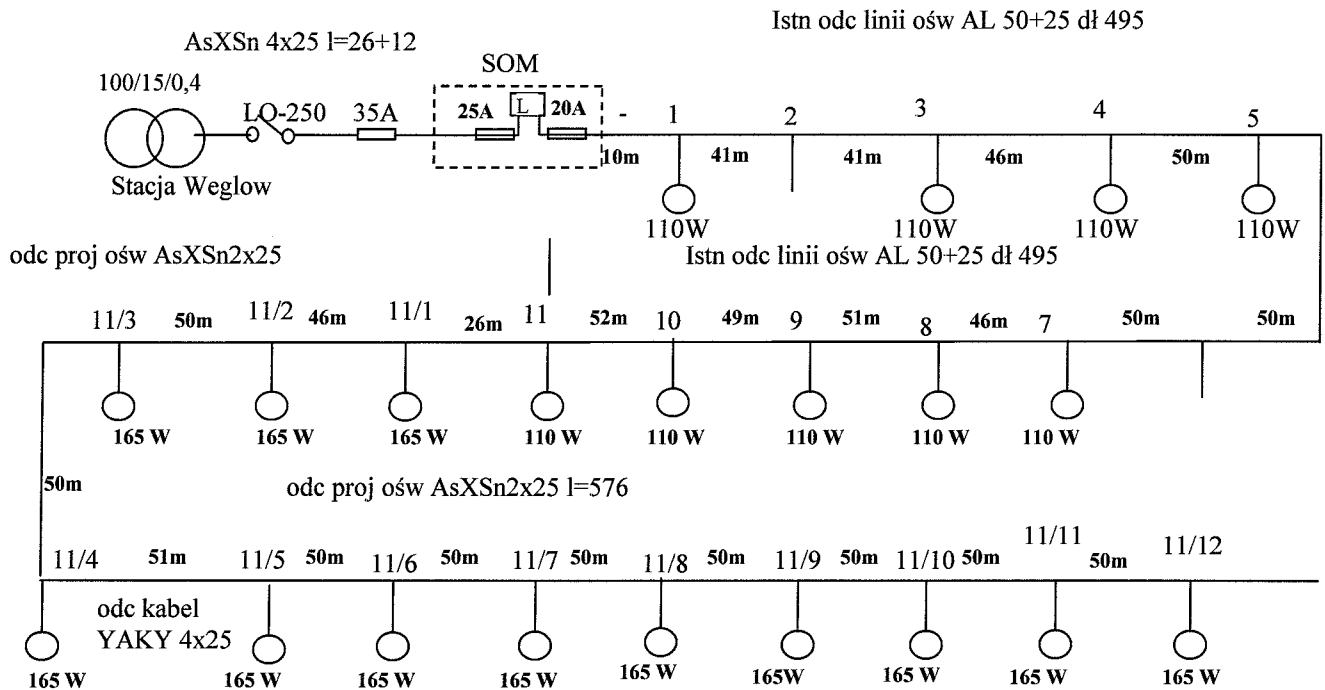 Istn odc linii ośw AL 50+25 dł 495
AsXSn 4x25 l=26+12
SOM
100/15/0,4
LO-250 35A 25A L 20A - 1 2 3 4 5
10m 41m 41m 46m 50m
Stacja Weglow
110W 110W 110W 110W
odc proj ośw AsXSn2x25 Istn odc linii ośw AL 50+25 dł 495
11/3 50m 11/2 46m 11/1 26m 11 52m 10 49m 9 51m 8 46m 7 50m 50m
165 W 165 W 165 W 110 W 110 W 110 W 110 W 110 W
50m odc proj ośw AsXSn2x25 l=576
11/4 51m 11/5 50m 11/6 50m 11/7 50m 11/8 50m 11/9 50m 11/10 50m 11/11 50m 11/12
odc kabel
YAKY 4x25
165 W 165 W 165 W 165 W 165 W 165W 165 W 165 W 165W